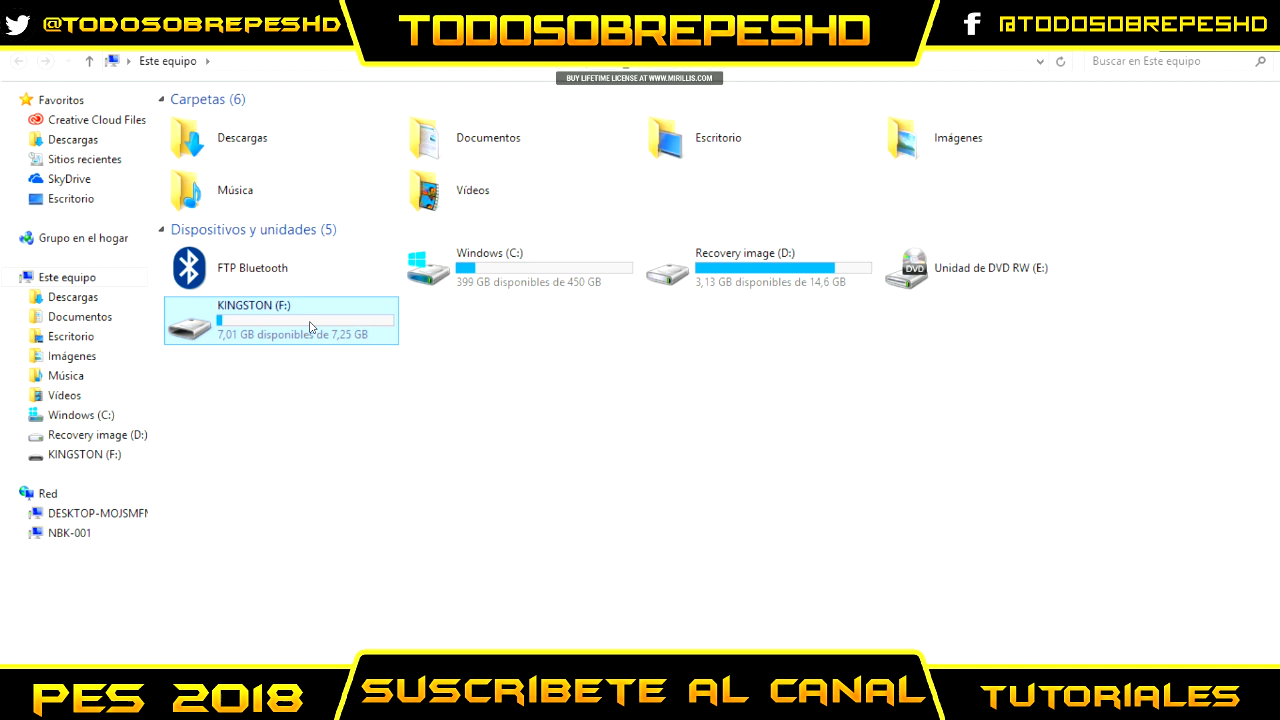 @TODOSOBREPESHD
TODOSOBREPESHD
@TODOSOBREPESHD
BUY LIFETIME LICENSE AT WWW.MIRILLIS.COM
Este equipo
Buscar en Este equipo
Favoritos
Creative Cloud Files
Descargas
Sitios recientes
SkyDrive
Escritorio
Grupo en el hogar
Este equipo
Descargas
Documentos
Escritorio
Imágenes
Música
Vídeos
Windows (C:)
Recovery image (D:)
KINGSTON (F:)
Red
DESKTOP-MOJSMF
NBK-001
Carpetas (6)
Descargas
Documentos
Escritorio
Imágenes
Música
Vídeos
Dispositivos y unidades (5)
FTP Bluetooth
Windows (C:)
399 GB disponibles de 450 GB
Recovery image (D:)
3,13 GB disponibles de 14,6 GB
DVD
Unidad de DVD RW (E:)
KINGSTON (F:)
7,01 GB disponibles de 7,25 GB
PES 2018
SUSCRÍBETE AL CANAL
TUTORIALES